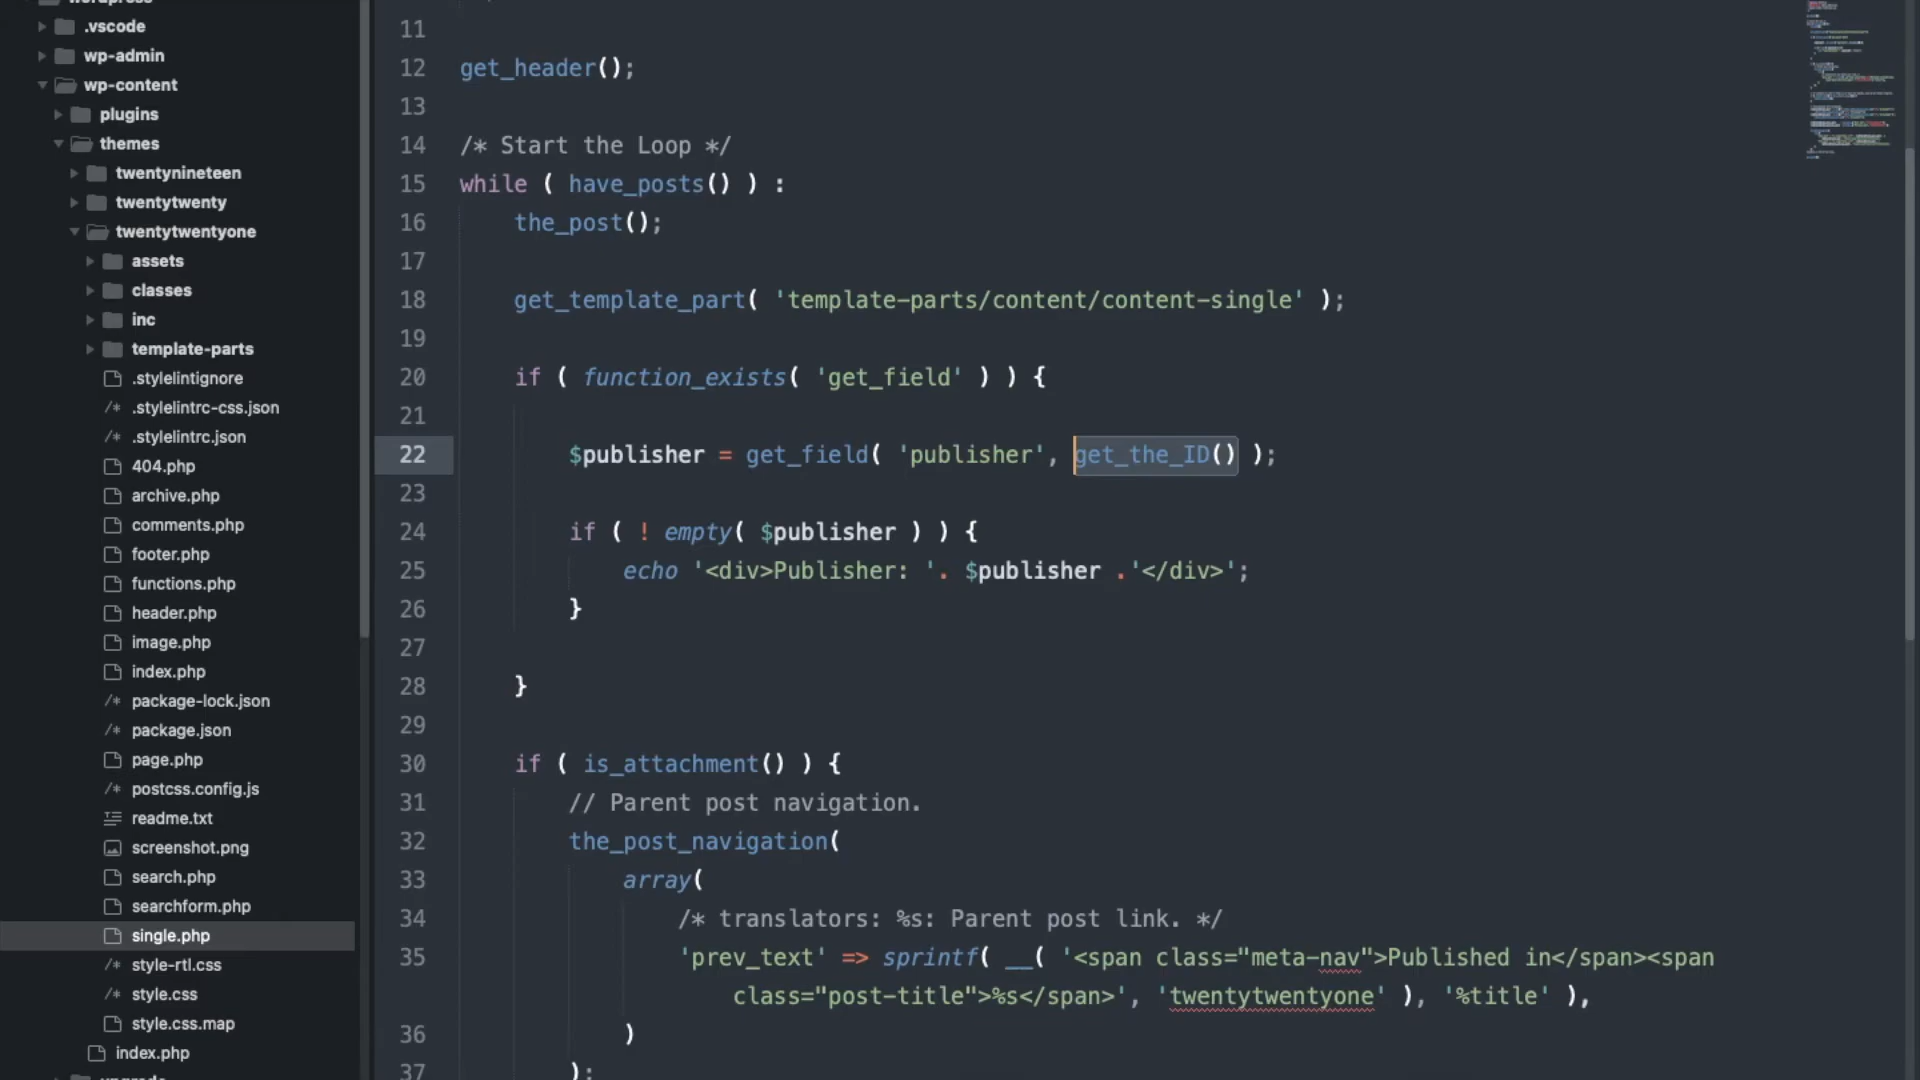 .vscode
wp-admin
wp-content
plugins
themes
twentynineteen
twentytwenty
twentytwentyone
assets
classes
inc
template-parts
.stylelintignore
/* .stylelintrc-css.json
/* .stylelintrc.json
404.php
archive.php
comments.php
footer.php
functions.php
header.php
image.php
index.php
/* package-lock.json
/* package.json
page.php
/* postcss.config.js
readme.txt
screenshot.png
search.php
searchform.php
single.php
/* style-rtl.css
/* style.css
/* style.css.map
index.php
11
12 get_header();
13
14 /* Start the Loop */
15 while ( have_posts() ) :
16 the_post();
17
18 get_template_part( 'template-parts/content/content-single' );
19
20 if ( function_exists( 'get_field' ) ) {
21
22 $publisher = get_field( 'publisher', get_the_ID() );
23
24 if ( ! empty( $publisher ) ) {
25 echo '<div>Publisher: '. $publisher .'</div>';
26 }
27
28 }
29
30 if ( is_attachment() ) {
31 // Parent post navigation.
32 the_post_navigation(
33 array(
34 /* translators: %s: Parent post link. */
35 'prev_text' => sprintf( __( '<span class="meta-nav">Published in</span><span
class="post-title">%s</span>', 'twentytwentyone' ), '%title' ),
36 )
37 );